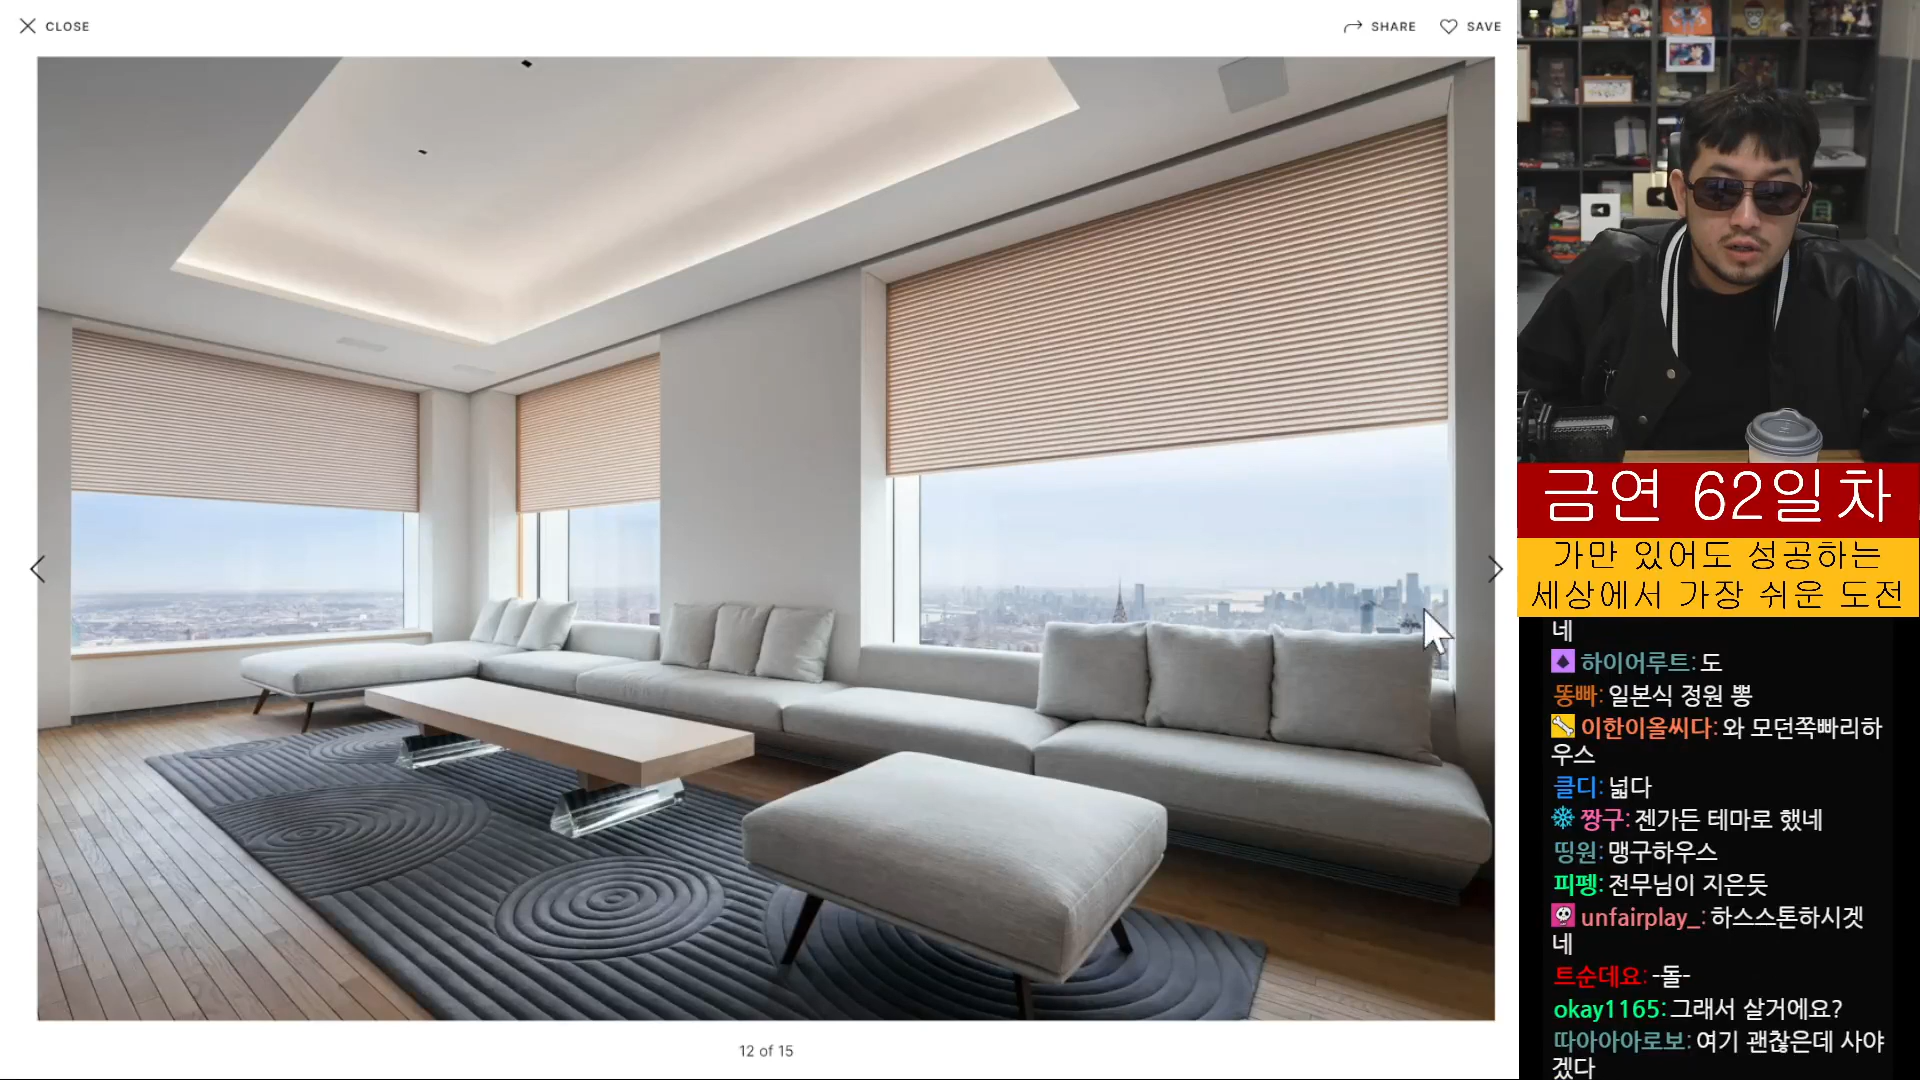 CLOSE
SHARE
SAVE
12 of 15
금연 62일차
가만 있어도 성공하는
세상에서 가장 쉬운 도전
네
하이어루트: 도
똥빠: 일본식 정원 뽕
이한이올씨다: 와 모던쪽빠리하
우스
클디: 넓다
짱구: 젠가든 테마로 했네
띵원: 맹구하우스
피펭: 전무님이 지은듯
unfairplay_: 하스스톤하시겟
네
트순데요: -돌-
okay1165: 그래서 살거에요?
따아아아로보: 여기 괜찮은데 사야
겠다